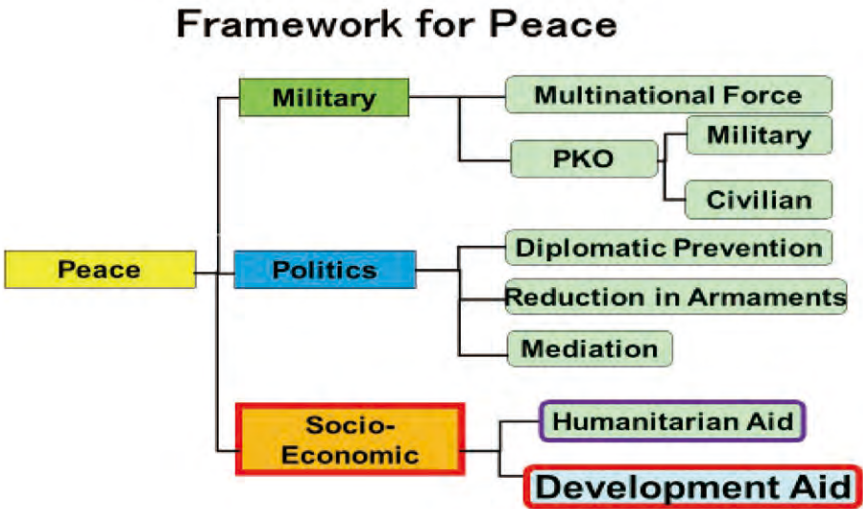 Framework for Peace
Military
Multinational Force
Military
PKO
Civilian
Peace
Politics
Diplomatic Prevention
Reduction in Armaments
Mediation
Socio-
Economic
Humanitarian Aid
Development Aid